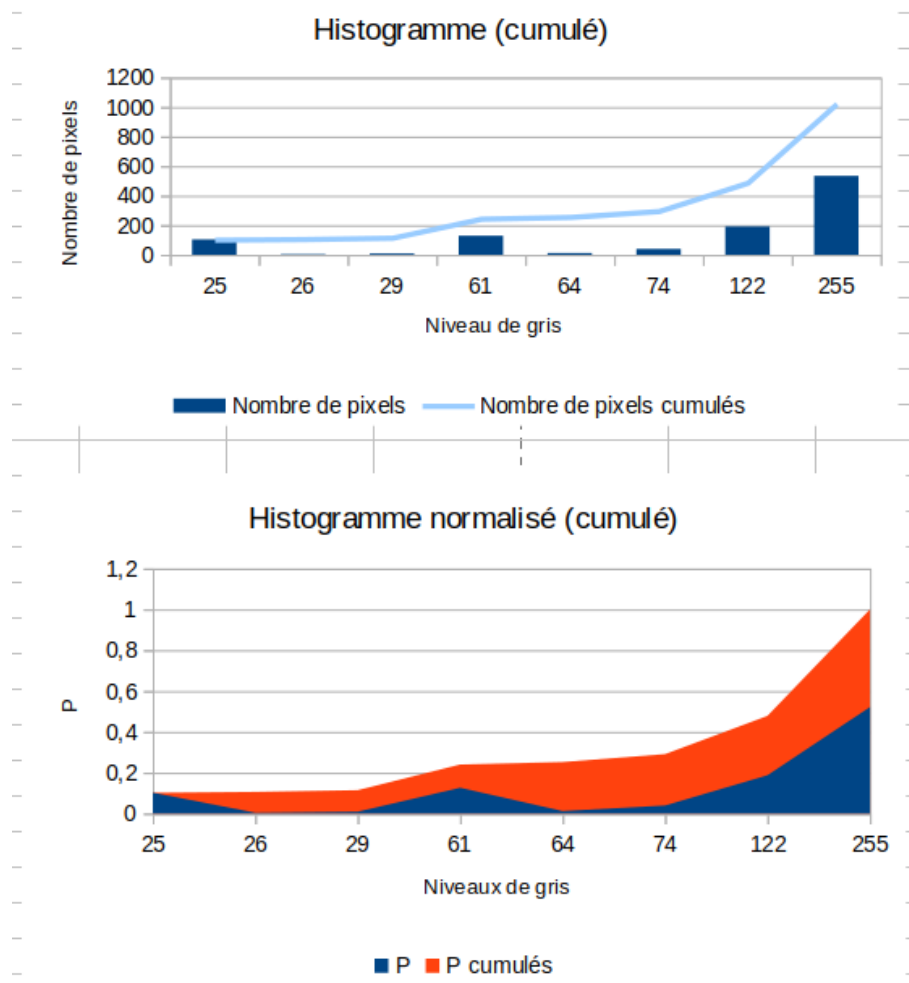 Histogramme (cumulé)
1200
1000
800
600
400
200
0
Nombre de pixels
25 26 29 61 64 74 122 255
Niveau de gris
Nombre de pixels Nombre de pixels cumulés
Histogramme normalisé (cumulé)
1,2
1
0,8
0,6
0,4
0,2
0
P
25 26 29 61 64 74 122 255
Niveaux de gris
P P cumulés